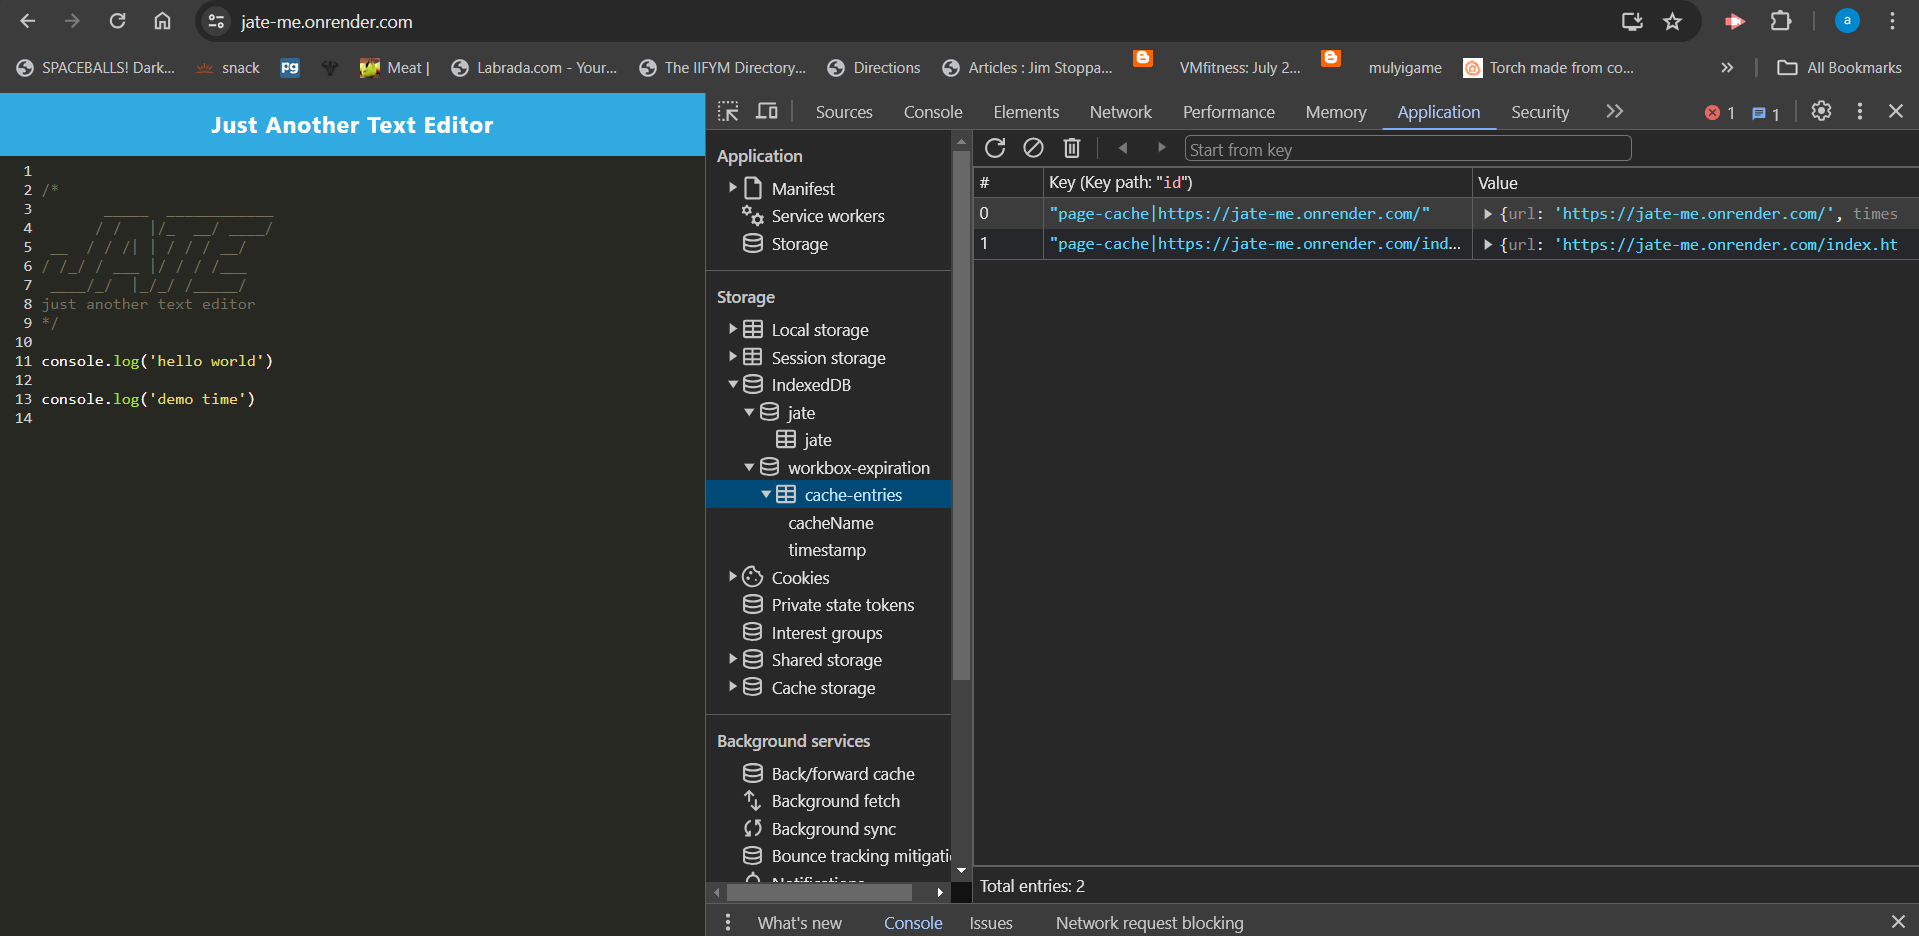 jate-me.onrender.com
a
SPACEBALLS! Dark...
snack
pg
Meat |
Labrada.com - Your...
The IIFYM Directory...
Directions
Articles : Jim Stoppa...
VMfitness: July 2...
mulyigame
Torch made from co...
All Bookmarks
Just Another Text Editor
1
2 /*
3         _____  ____________
4        / /   |/_  __/ ____/
5   __  / / /| | / / / __/
6 / /_/ / ___ |/ / / /___
7  ____/_/  |_/_/ /_____/
8 just another text editor
9 */
10
11 console.log('hello world')
12
13 console.log('demo time')
14
Sources
Console
Elements
Network
Performance
Memory
Application
Security
1
1
Application
Manifest
Service workers
Storage
Storage
Local storage
Session storage
IndexedDB
jate
jate
workbox-expiration
cache-entries
cacheName
timestamp
Cookies
Private state tokens
Interest groups
Shared storage
Cache storage
Background services
Back/forward cache
Background fetch
Background sync
Bounce tracking mitigati
Notifications
Start from key
# Key (Key path: "id") Value
0 "page-cache|https://jate-me.onrender.com/" {url: 'https://jate-me.onrender.com/', times
1 "page-cache|https://jate-me.onrender.com/ind... {url: 'https://jate-me.onrender.com/index.ht
Total entries: 2
What's new
Console
Issues
Network request blocking